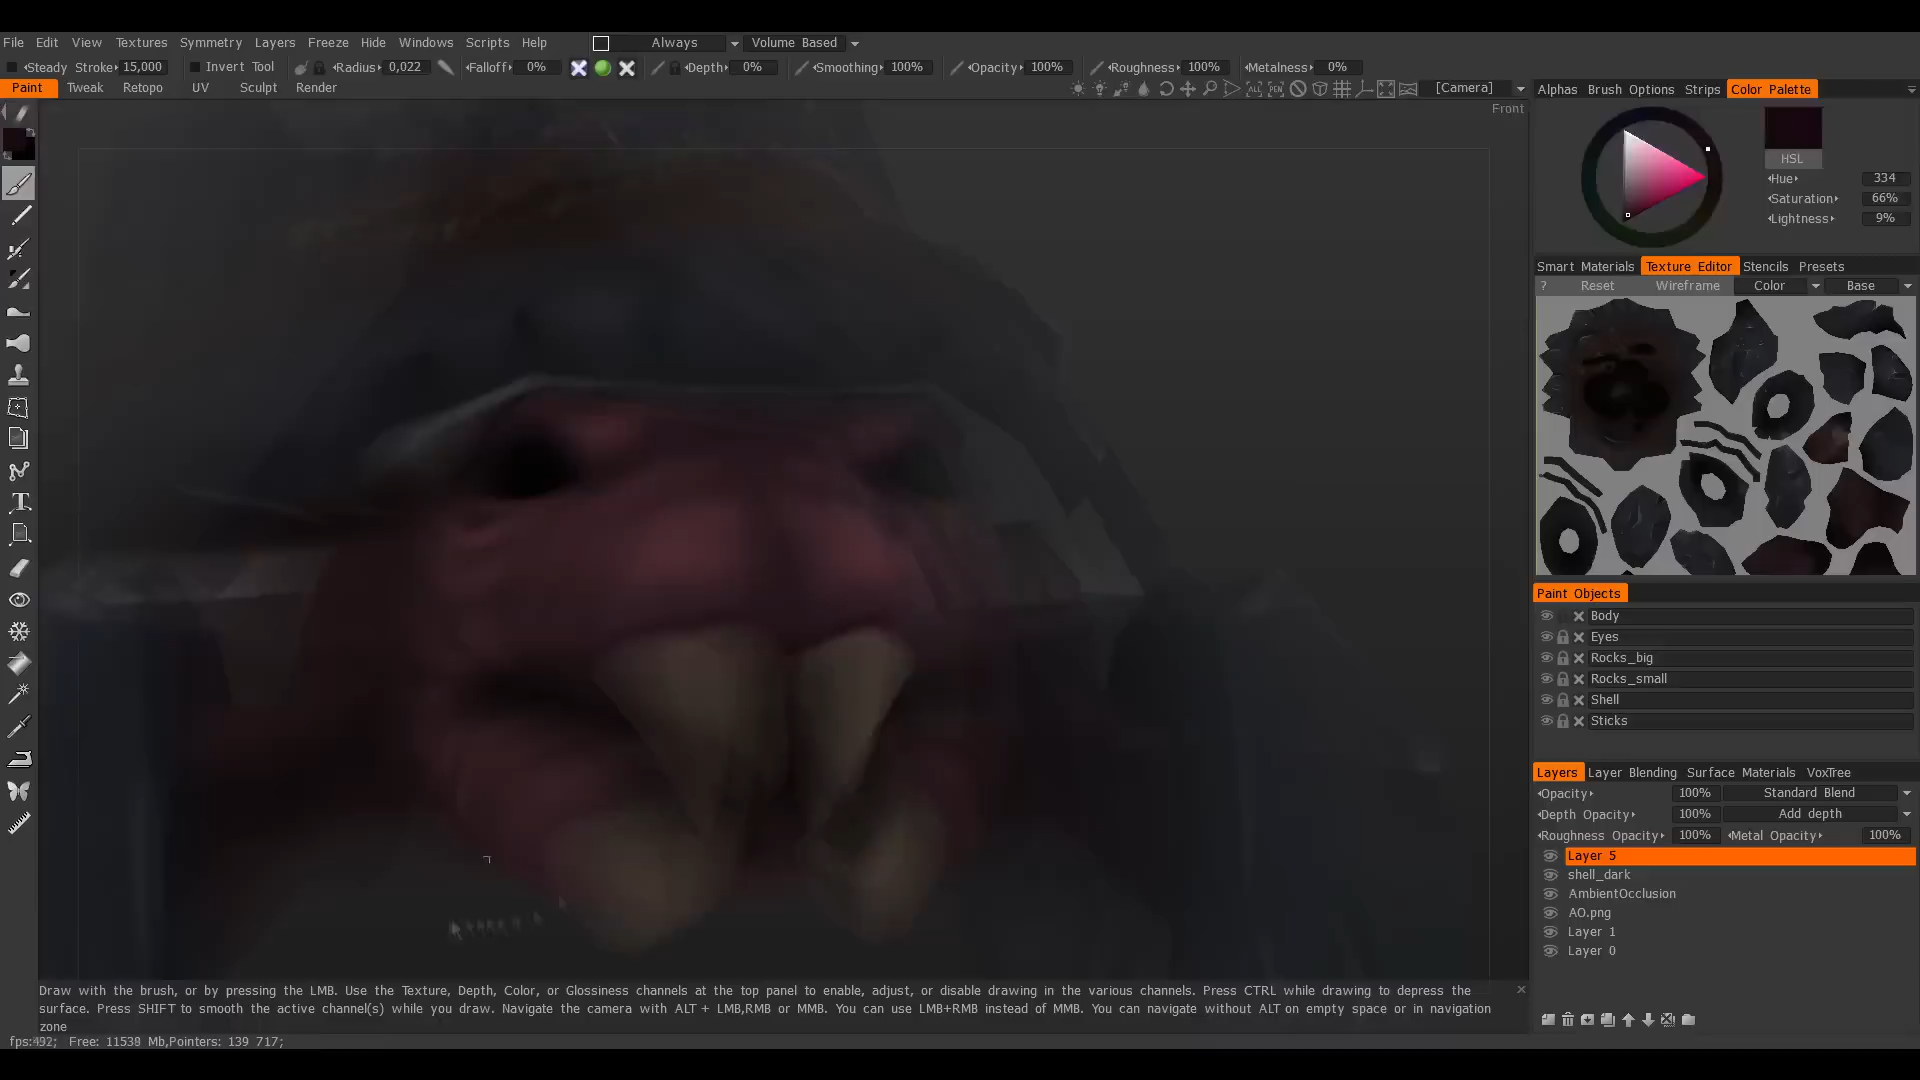 File Edit View Textures Symmetry Layers Freeze Hide Windows Scripts Help Always Volume Based
Steady Stroke 15,000 Invert Tool Radius 0,022 Falloff 0% Depth 0% Smoothing 100% Opacity 100% Roughness 100% Metalness 0%
Paint Tweak Retopo UV Sculpt Render
ALL PEN [Camera]
Front
Alphas Brush Options Strips Color Palette
HSL
Hue 334
Saturation 66%
Lightness 9%
Smart Materials Texture Editor Stencils Presets
? Reset Wireframe Color Base
Paint Objects
Body
Eyes
Rocks_big
Rocks_small
Shell
Sticks
Layers Layer Blending Surface Materials VoxTree
Opacity 100% Standard Blend
Depth Opacity 100% Add depth
Roughness Opacity 100% Metal Opacity 100%
Layer 5
shell_dark
AmbientOcclusion
AO.png
Layer 1
Layer 0
Draw with the brush, or by pressing the LMB. Use the Texture, Depth, Color, or Glossiness channels at the top panel to enable, adjust, or disable drawing in the various channels. Press CTRL while drawing to depress the
surface. Press SHIFT to smooth the active channel(s) while you draw. Navigate the camera with ALT + LMB,RMB or MMB. You can use LMB+RMB instead of MMB. You can navigate without ALT on empty space or in navigation
zone
fps:492; Free: 11538 Mb,Pointers: 139 717;